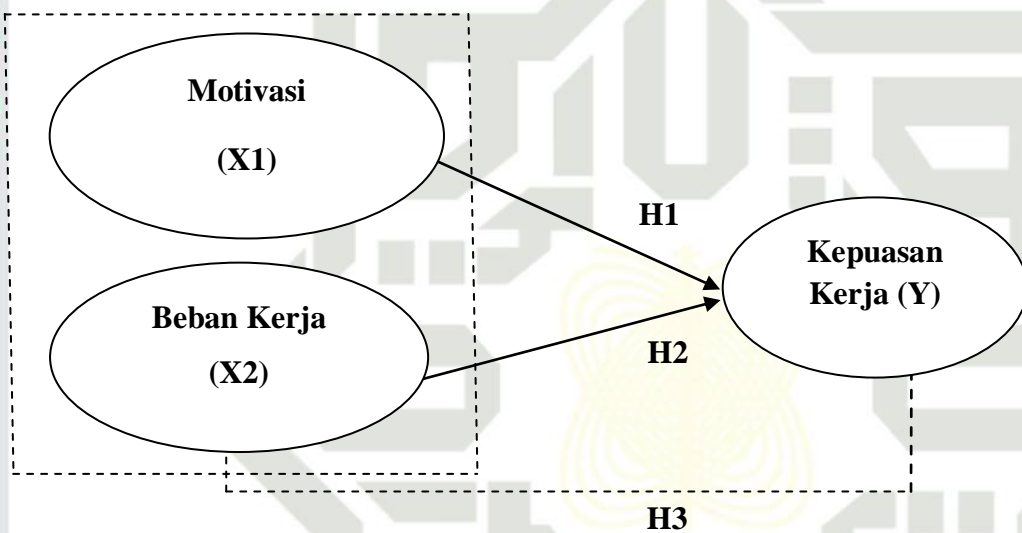 Motivasi
(X1)
H1
Kepuasan
Kerja (Y)
Beban Kerja
(X2)
H2
H3